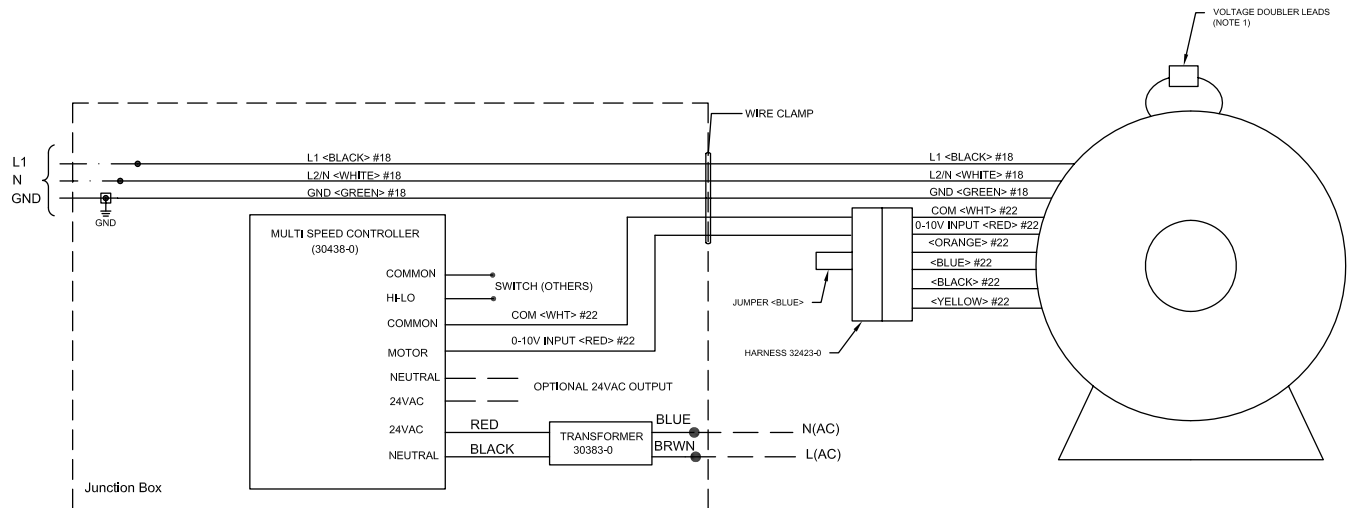 VOLTAGE DOUBLER LEADS
(NOTE 1)
WIRE CLAMP
L1
N
GND
L1 <BLACK> #18
L2/N <WHITE> #18
GND <GREEN> #18
GND
L1 <BLACK> #18
L2/N <WHITE> #18
GND <GREEN> #18
COM <WHT> #22
0-10V INPUT <RED> #22
<ORANGE> #22
<BLUE> #22
<BLACK> #22
<YELLOW> #22
JUMPER <BLUE>
HARNESS 32423-0
MULTI SPEED CONTROLLER
(30438-0)
COMMON
HI-LO
SWITCH (OTHERS)
COMMON
COM <WHT> #22
MOTOR
0-10V INPUT <RED> #22
NEUTRAL
24VAC
OPTIONAL 24VAC OUTPUT
24VAC
RED
NEUTRAL
BLACK
TRANSFORMER
30383-0
BLUE
BRWN
N(AC)
L(AC)
Junction Box